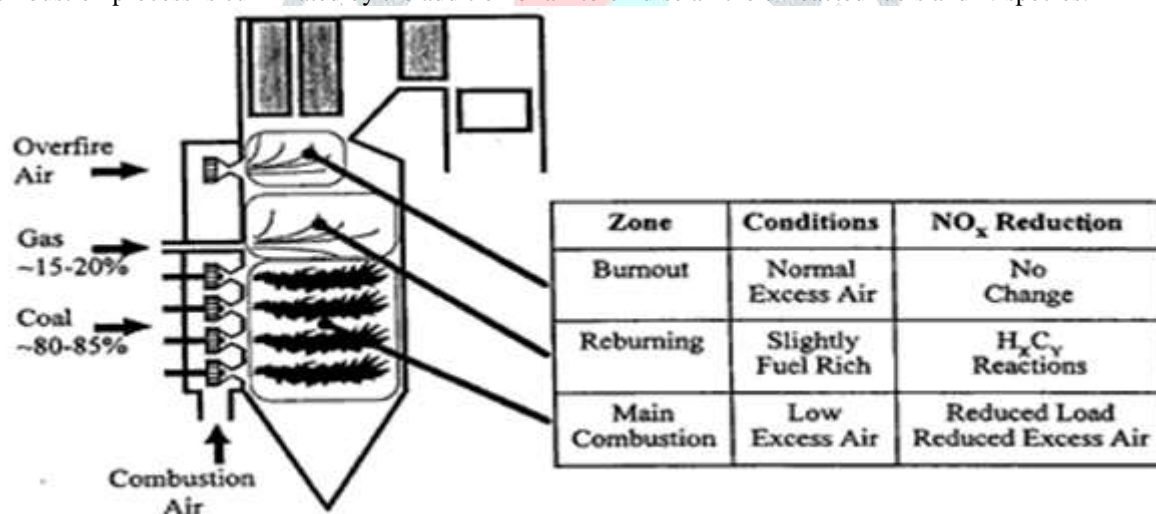 Overfire
Air
Gas
~15-20%
Coal
~80-85%
Combustion
Air
Zone Conditions NOx Reduction
Burnout Normal Excess Air No Change
Reburning Slightly Fuel Rich HxCY Reactions
Main Combustion Low Excess Air Reduced Load Reduced Excess Air